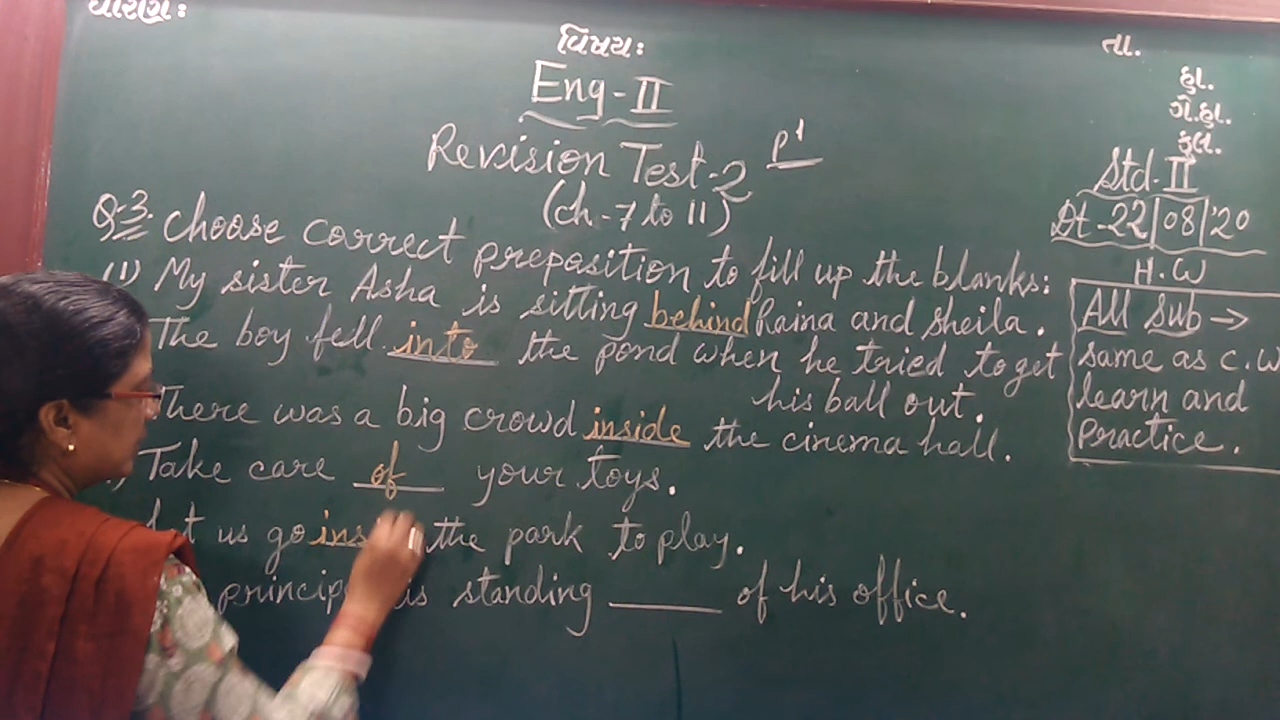 ધોરણ:
વિષય:
તા.
હા.
ગે.હા.
કુલ.
Eng-II
Revision Test-2 P1
(ch-7 to 11)
Std-II
Dt-22|08|'20
Q-3. Choose correct preposition to fill up the blanks:
(1) My sister Asha is sitting behind Raina and Sheila.
The boy fell into the pond when he tried to get
his ball out.
There was a big crowd inside the cinema hall.
Take care of your toys.
us go ins the park to play.
is standing ____ of his office.
H.W
All Sub →
same as C.W
learn and
practice.